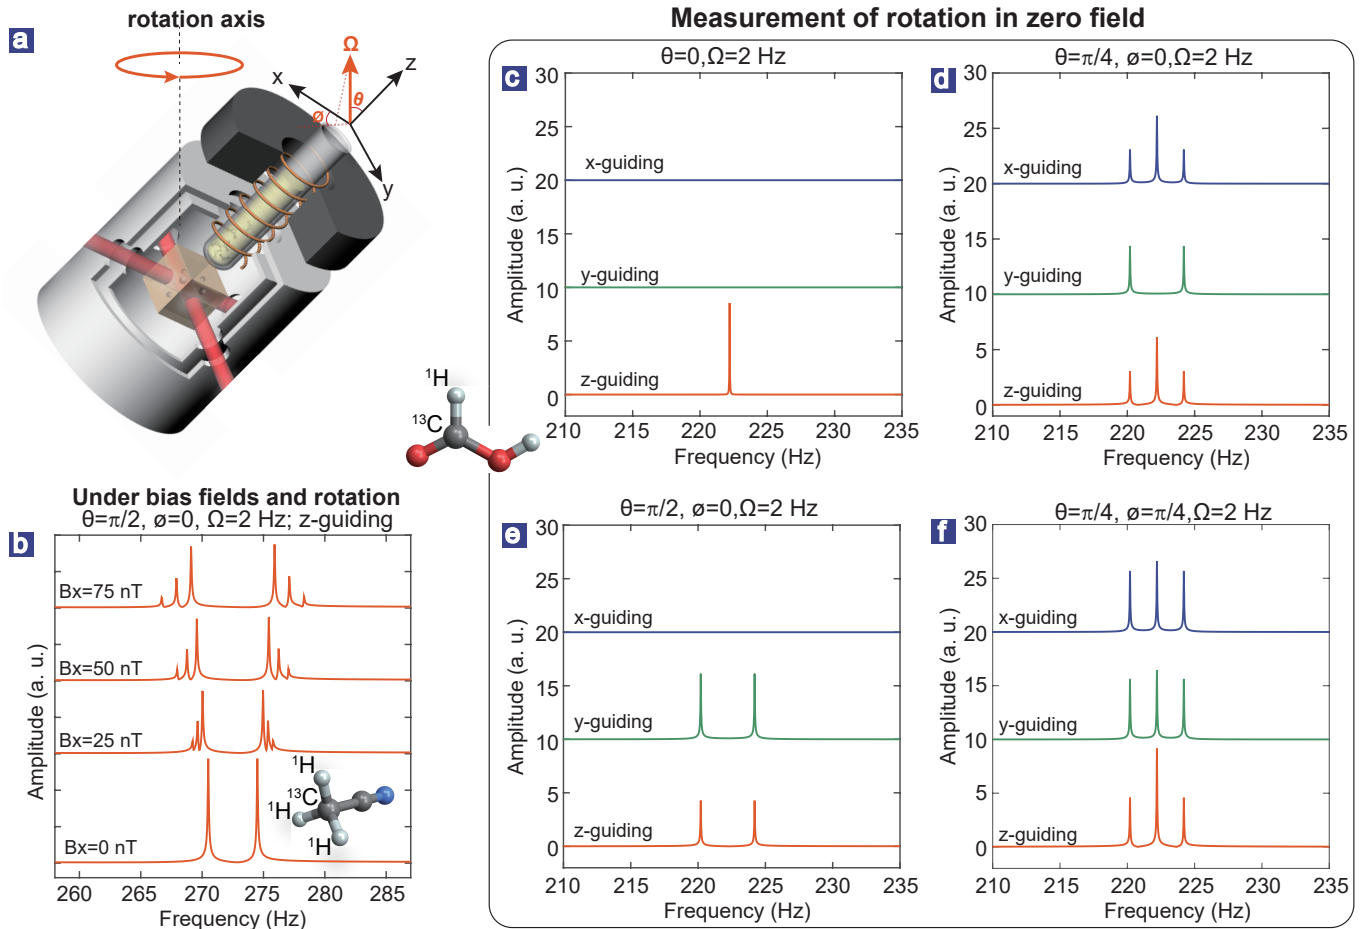 Measurement of rotation in zero field
a
rotation axis
Ω
x
z
θ
ø
y
c
θ=0,Ω=2 Hz
30
25
20
15
10
5
0
Amplitude (a. u.)
x-guiding
y-guiding
z-guiding
210 215 220 225 230 235
Frequency (Hz)
d
θ=π/4, ø=0,Ω=2 Hz
30
25
20
15
10
5
0
Amplitude (a. u.)
x-guiding
y-guiding
z-guiding
210 215 220 225 230 235
Frequency (Hz)
1H
13C
Under bias fields and rotation
θ=π/2, ø=0, Ω=2 Hz; z-guiding
b
Amplitude (a. u.)
Bx=75 nT
Bx=50 nT
Bx=25 nT
Bx=0 nT
1H
13C
1H
1H
260 265 270 275 280 285
Frequency (Hz)
e
θ=π/2, ø=0,Ω=2 Hz
30
25
20
15
10
5
0
Amplitude (a. u.)
x-guiding
y-guiding
z-guiding
210 215 220 225 230 235
Frequency (Hz)
f
θ=π/4, ø=π/4,Ω=2 Hz
30
25
20
15
10
5
0
Amplitude (a. u.)
x-guiding
y-guiding
z-guiding
210 215 220 225 230 235
Frequency (Hz)